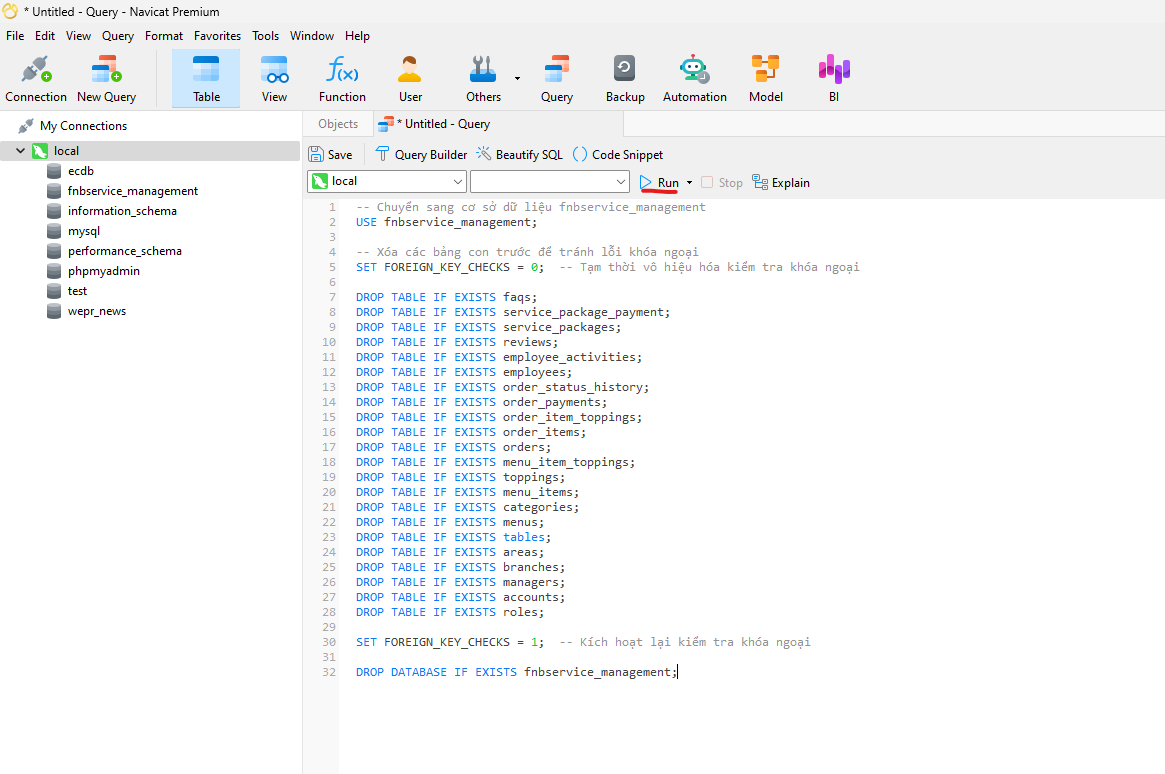 * Untitled - Query - Navicat Premium
File Edit View Query Format Favorites Tools Window Help
Connection New Query Table View Function User Others Query Backup Automation Model BI
My Connections
local
ecdb
fnbservice_management
information_schema
mysql
performance_schema
phpmyadmin
test
wepr_news
Objects * Untitled - Query
Save Query Builder Beautify SQL Code Snippet
local Run Stop Explain
1 -- Chuyển sang cơ sở dữ liệu fnbservice_management
2 USE fnbservice_management;
3
4 -- Xóa các bảng con trước để tránh lỗi khóa ngoại
5 SET FOREIGN_KEY_CHECKS = 0;  -- Tạm thời vô hiệu hóa kiểm tra khóa ngoại
6
7 DROP TABLE IF EXISTS faqs;
8 DROP TABLE IF EXISTS service_package_payment;
9 DROP TABLE IF EXISTS service_packages;
10 DROP TABLE IF EXISTS reviews;
11 DROP TABLE IF EXISTS employee_activities;
12 DROP TABLE IF EXISTS employees;
13 DROP TABLE IF EXISTS order_status_history;
14 DROP TABLE IF EXISTS order_payments;
15 DROP TABLE IF EXISTS order_item_toppings;
16 DROP TABLE IF EXISTS order_items;
17 DROP TABLE IF EXISTS orders;
18 DROP TABLE IF EXISTS menu_item_toppings;
19 DROP TABLE IF EXISTS toppings;
20 DROP TABLE IF EXISTS menu_items;
21 DROP TABLE IF EXISTS categories;
22 DROP TABLE IF EXISTS menus;
23 DROP TABLE IF EXISTS tables;
24 DROP TABLE IF EXISTS areas;
25 DROP TABLE IF EXISTS branches;
26 DROP TABLE IF EXISTS managers;
27 DROP TABLE IF EXISTS accounts;
28 DROP TABLE IF EXISTS roles;
29
30 SET FOREIGN_KEY_CHECKS = 1;  -- Kích hoạt lại kiểm tra khóa ngoại
31
32 DROP DATABASE IF EXISTS fnbservice_management;